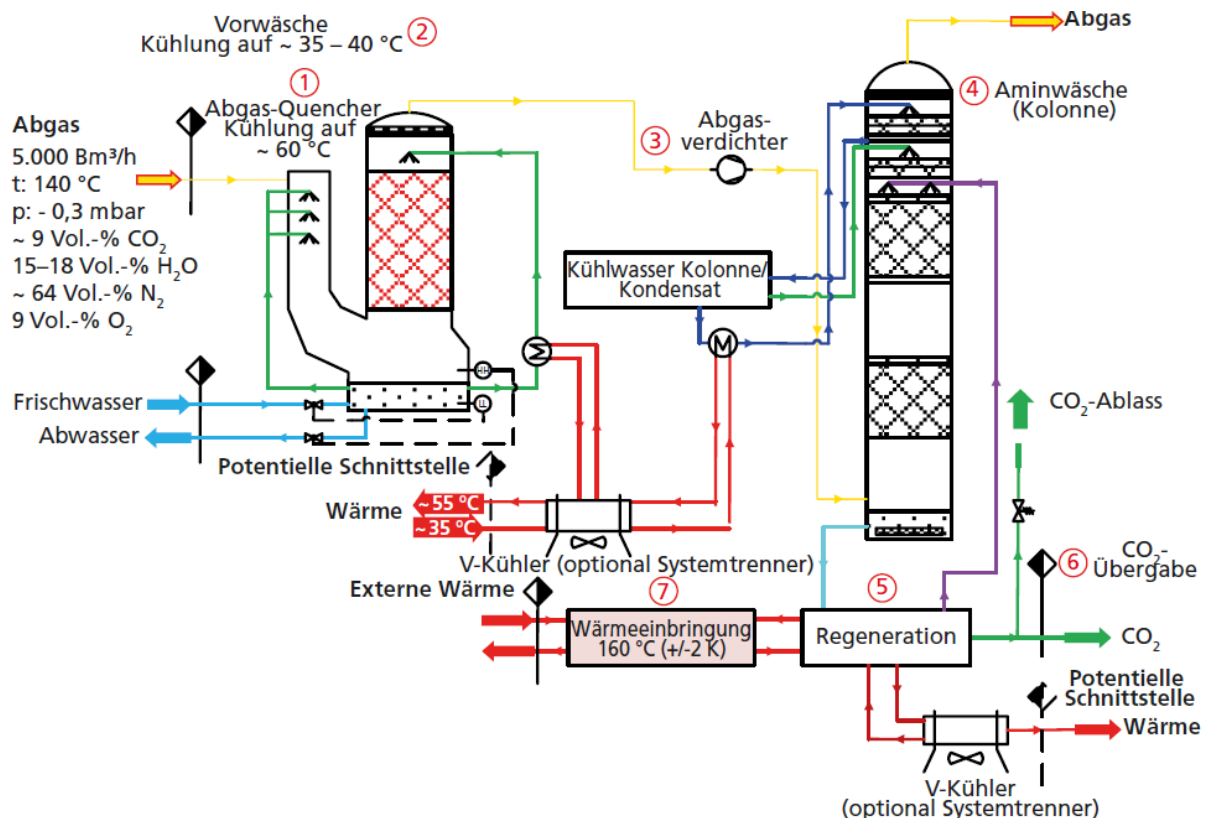 Vorwäsche
Kühlung auf ~ 35 – 40 °C
②
①
Abgas-Quencher
Kühlung auf
~ 60 °C
Abgas
5.000 Bm³/h
t: 140 °C
p: - 0,3 mbar
~ 9 Vol.-% CO₂
15–18 Vol.-% H₂O
~ 64 Vol.-% N₂
9 Vol.-% O₂
③
Abgas-
verdichter
Abgas
④
Aminwäsche
(Kolonne)
Kühlwasser Kolonne/
Kondensat
M
M
HH
LL
Frischwasser
Abwasser
Potentielle Schnittstelle
Wärme
~ 55 °C
~ 35 °C
V-Kühler (optional Systemtrenner)
CO₂-Ablass
⑥
CO₂-
Übergabe
Externe Wärme
⑦
Wärmeeinbringung
160 °C (+/-2 K)
⑤
Regeneration
CO₂
Potentielle
Schnittstelle
Wärme
V-Kühler
(optional Systemtrenner)